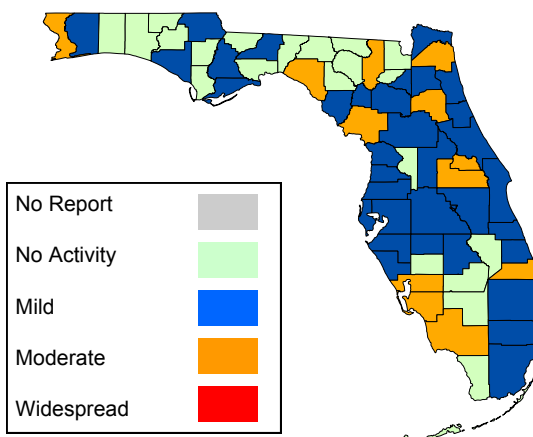 No Report
No Activity
Mild
Moderate
Widespread